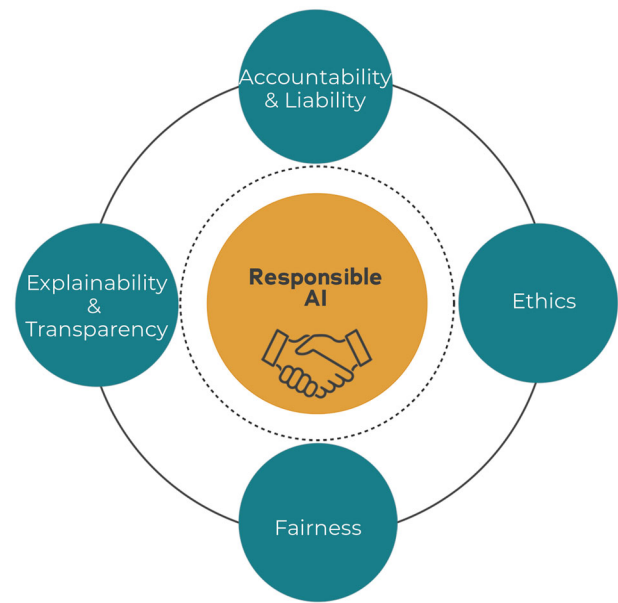 Accountability
& Liability
Explainability
&
Transparency
Responsible
AI
Ethics
Fairness